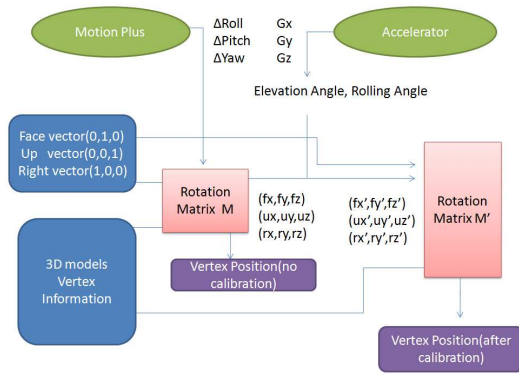 Motion Plus
ΔRoll Gx
ΔPitch Gy
ΔYaw Gz
Accelerator
Elevation Angle, Rolling Angle
Face vector(0,1,0)
Up vector(0,0,1)
Right vector(1,0,0)
Rotation
Matrix M
(fx,fy,fz)
(ux,uy,uz)
(rx,ry,rz)
(fx',fy',fz')
(ux',uy',uz')
(rx',ry',rz')
Rotation
Matrix M'
3D models
Vertex
Information
Vertex Position(no
calibration)
Vertex Position(after
calibration)